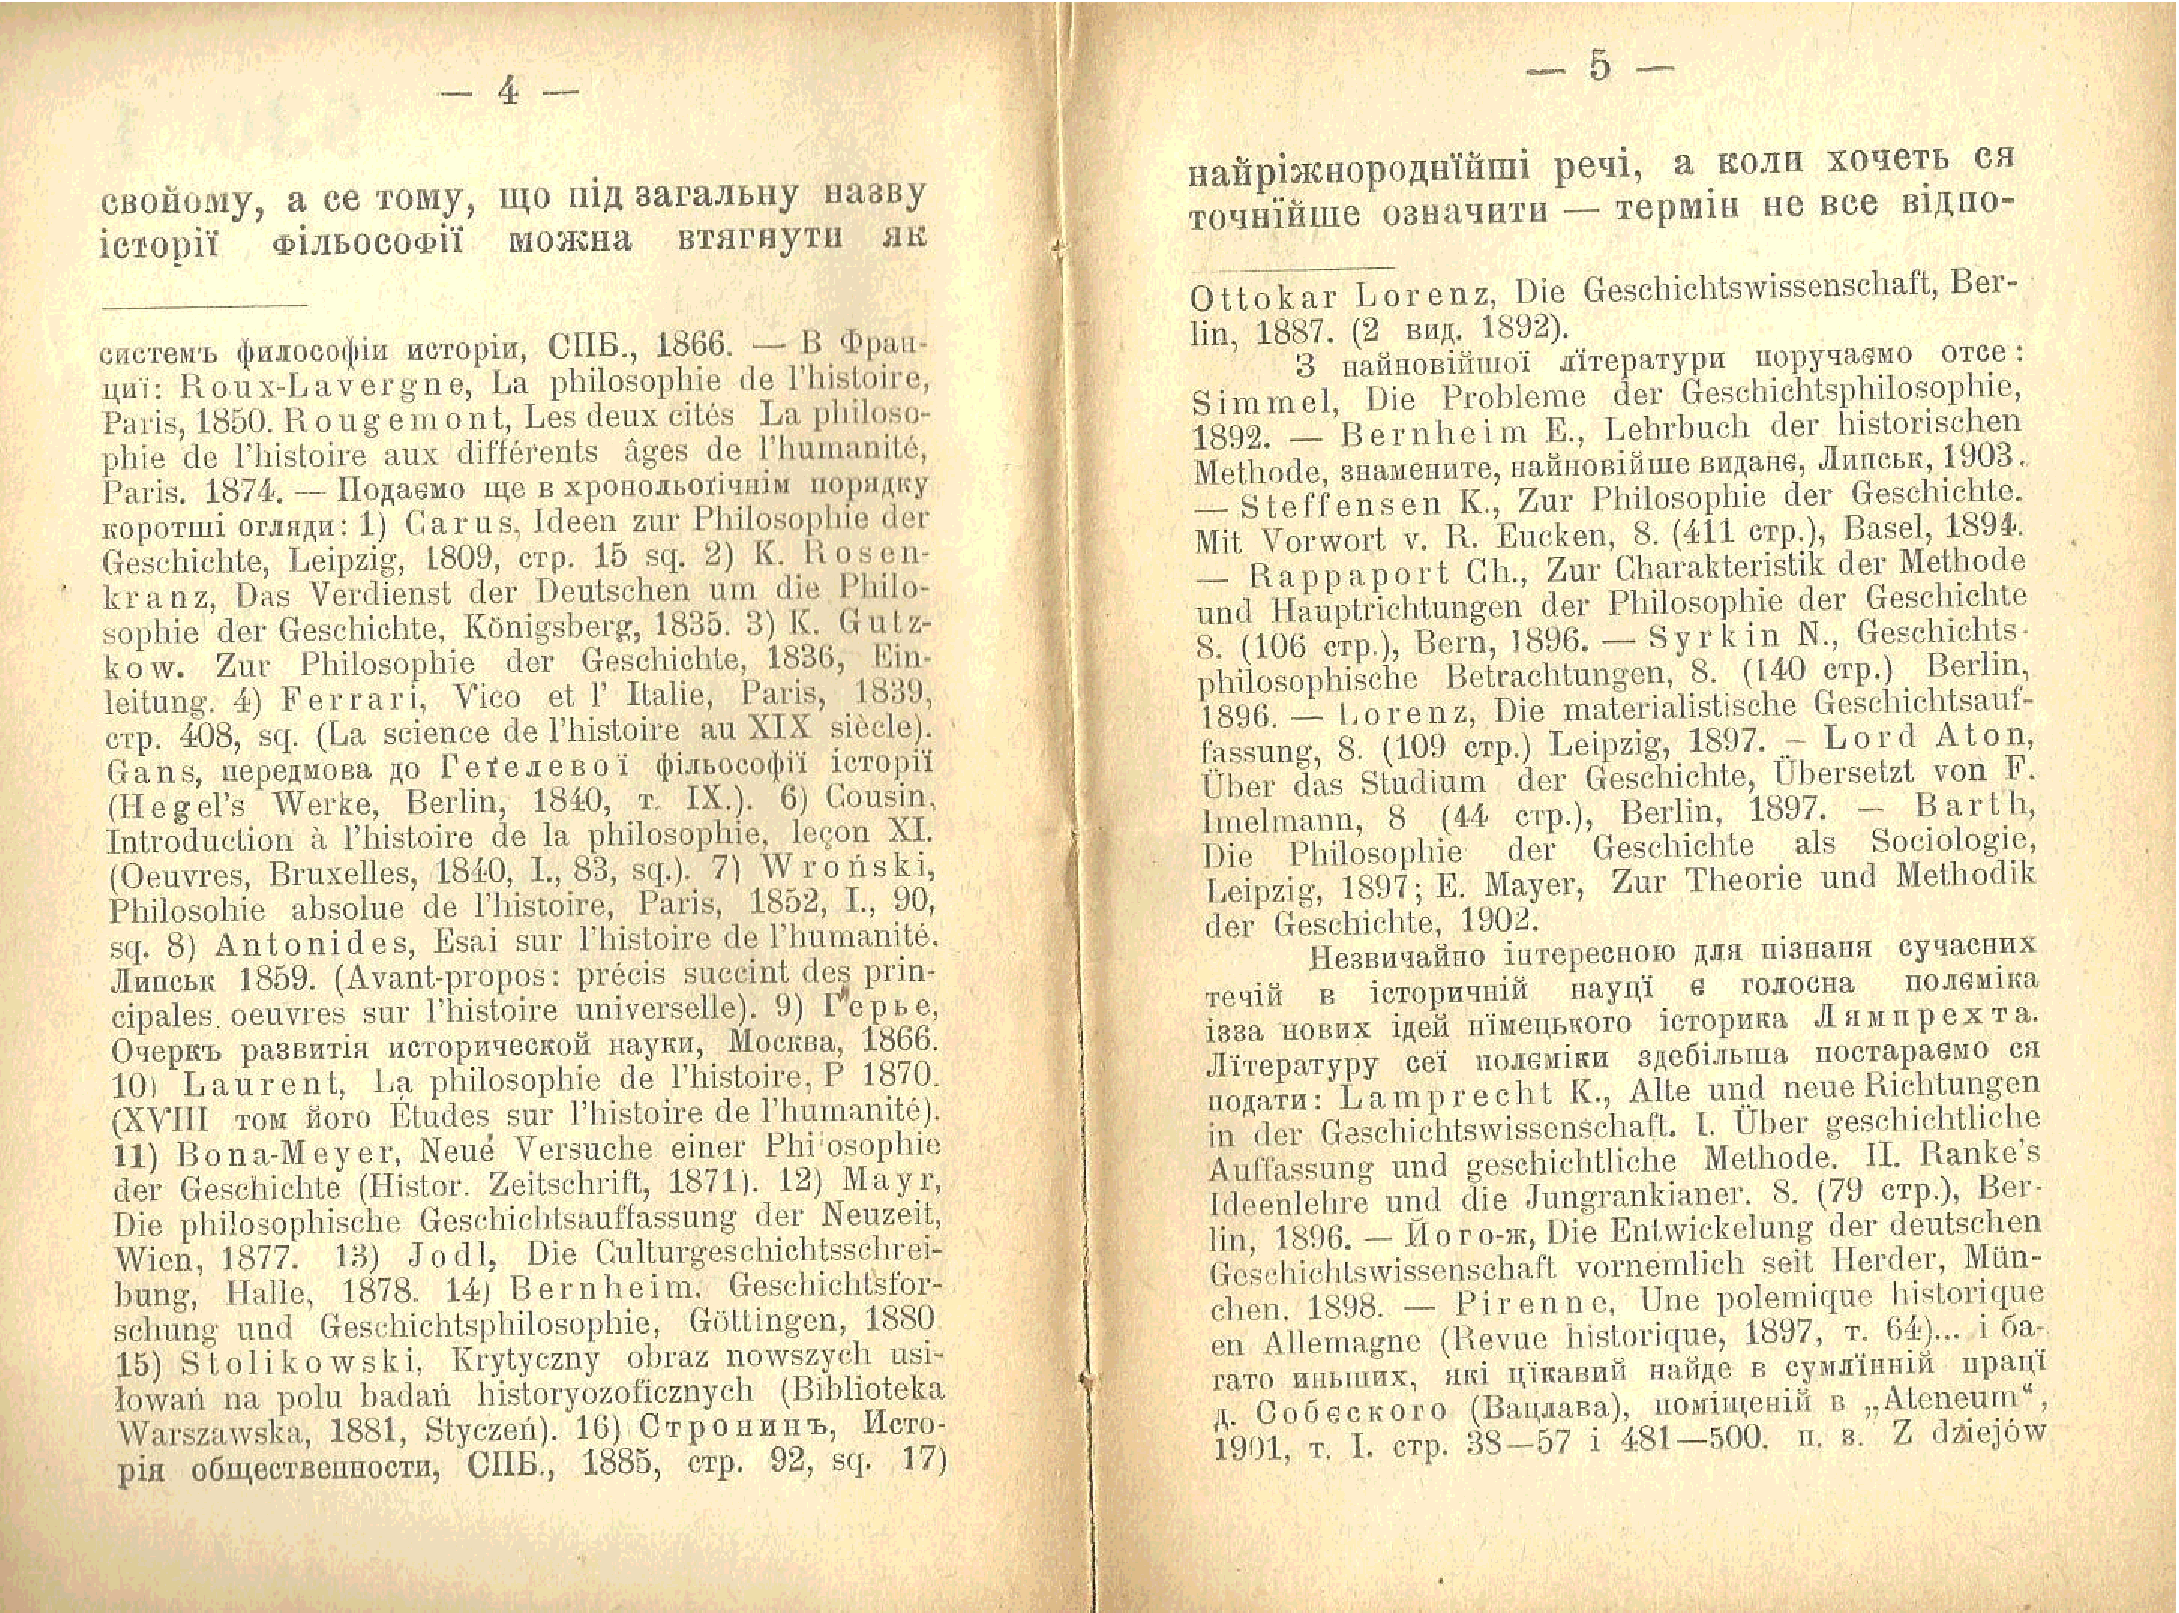 — 4 —
свойому, а се тому, що під загальну назву
історії фільософії можна втягнути як
системъ философіи исторіи, СПБ., 1866. — В Фран-
циї: Roux-Lavergne, La philosophie de l'histoire,
Paris, 1850. Rougemont, Les deux cités La philoso-
phie de l'histoire aux différents âges de l'humanité,
Paris. 1874. — Подаємо ще в хронольоґічнім порядку
коротші огляди: 1) Carus, Ideen zur Philosophie der
Geschichte, Leipzig, 1809, стр. 15 sq. 2) K. Rosen-
kranz, Das Verdienst der Deutschen um die Philo-
sophie der Geschichte, Königsberg, 1835. 3) K. Gutz-
kow. Zur Philosophie der Geschichte, 1836, Ein-
leitung. 4) Ferrari, Vico et l' Italie, Paris, 1839,
стр. 408, sq. (La science de l'histoire au XIX siècle).
Gans, передмова до Геґелевої фільософії історії
(Hegel's Werke, Berlin, 1840, т. IX.). 6) Cousin,
Introduction à l'histoire de la philosophie, leçon XI.
(Oeuvres, Bruxelles, 1840, I., 83, sq.). 7) Wroński,
Philosohie absolue de l'histoire, Paris, 1852, I., 90,
sq. 8) Antonides, Esai sur l'histoire de l'humanité.
Липськ 1859. (Avant-propos: précis succint des prin-
cipales. oeuvres sur l'histoire universelle). 9) Герье,
Очеркъ развитія исторической науки, Москва, 1866.
10) Laurent, La philosophie de l'histoire, P 1870.
(XVIII том його Études sur l'histoire de l'humanité).
11) Bona-Meyer, Neue Versuche einer Philosophie
der Geschichte (Histor. Zeitschrift, 1871). 12) Mayr,
Die philosophische Geschichtsauffassung der Neuzeit,
Wien, 1877. 13) Jodl, Die Culturgeschichtsschrei-
bung, Halle, 1878. 14) Bernheim. Geschichtsfor-
schung und Geschichtsphilosophie, Göttingen, 1880
15) Stolikowski, Krytyczny obraz nowszych usi-
łowań na polu badań historyozoficznych (Biblioteka
Warszawska, 1881, Styczeń). 16) Стронинъ, Исто-
рія общественности, СПБ., 1885, стр. 92, sq. 17)
— 5 —
найріжнороднїйші речі, а коли хочеть ся
точнїйше означити — термін не все відпо-
Ottokar Lorenz, Die Geschichtswissenschaft, Ber-
lin, 1887. (2 вид. 1892).
З найновійшої лїтератури поручаємо отсе:
Simmel, Die Probleme der Geschichtsphilosophie,
1892. — Bernheim E., Lehrbuch der historischen
Methode, знамените, найновійше виданє, Липськ, 1903.
— Steffensen K., Zur Philosophie der Geschichte.
Mit Vorwort v. R. Eucken, 8. (411 стр.), Basel, 1894.
— Rappaport Ch., Zur Charakteristik der Methode
und Hauptrichtungen der Philosophie der Geschichte
8. (106 стр.), Bern, 1896. — Syrkin N., Geschichts-
philosophische Betrachtungen, 8. (140 стр.) Berlin,
1896. — Lorenz, Die materialistische Geschichtsauf-
fassung, 8. (109 стр.) Leipzig, 1897. — Lord Aton,
Über das Studium der Geschichte, Übersetzt von F.
Imelmann, 8 (44 стр.), Berlin, 1897. — Barth,
Die Philosophie der Geschichte als Sociologie,
Leipzig, 1897; E. Mayer, Zur Theorie und Methodik
der Geschichte, 1902.
Незвичайно інтересною для пізнаня сучасних
течій в історичній науцї є голосна полєміка
ізза нових ідей нїмецького історика Лямпрехта.
Лїтературу сеї полєміки здебільша постараємо ся
подати: Lamprecht K., Alte und neue Richtungen
in der Geschichtswissenschaft. I. Über geschichtliche
Auffassung und geschichtliche Methode. II. Ranke's
Ideenlehre und die Jungrankianer. 8. (79 стр.), Ber-
lin, 1896. — Його-ж, Die Entwickelung der deutschen
Geschichtswissenschaft vornemlich seit Herder, Mün-
chen, 1898. — Pirenne, Une polemique historique
en Allemagne (Revue historique, 1897, т. 64)... і ба-
гато иньших, які цїкавий найде в сумлїнній працї
д. Собєского (Вацлава), поміщеній в „Ateneum“,
1901, т. I. стр. 38—57 і 481—500. п. з. Z dziejów